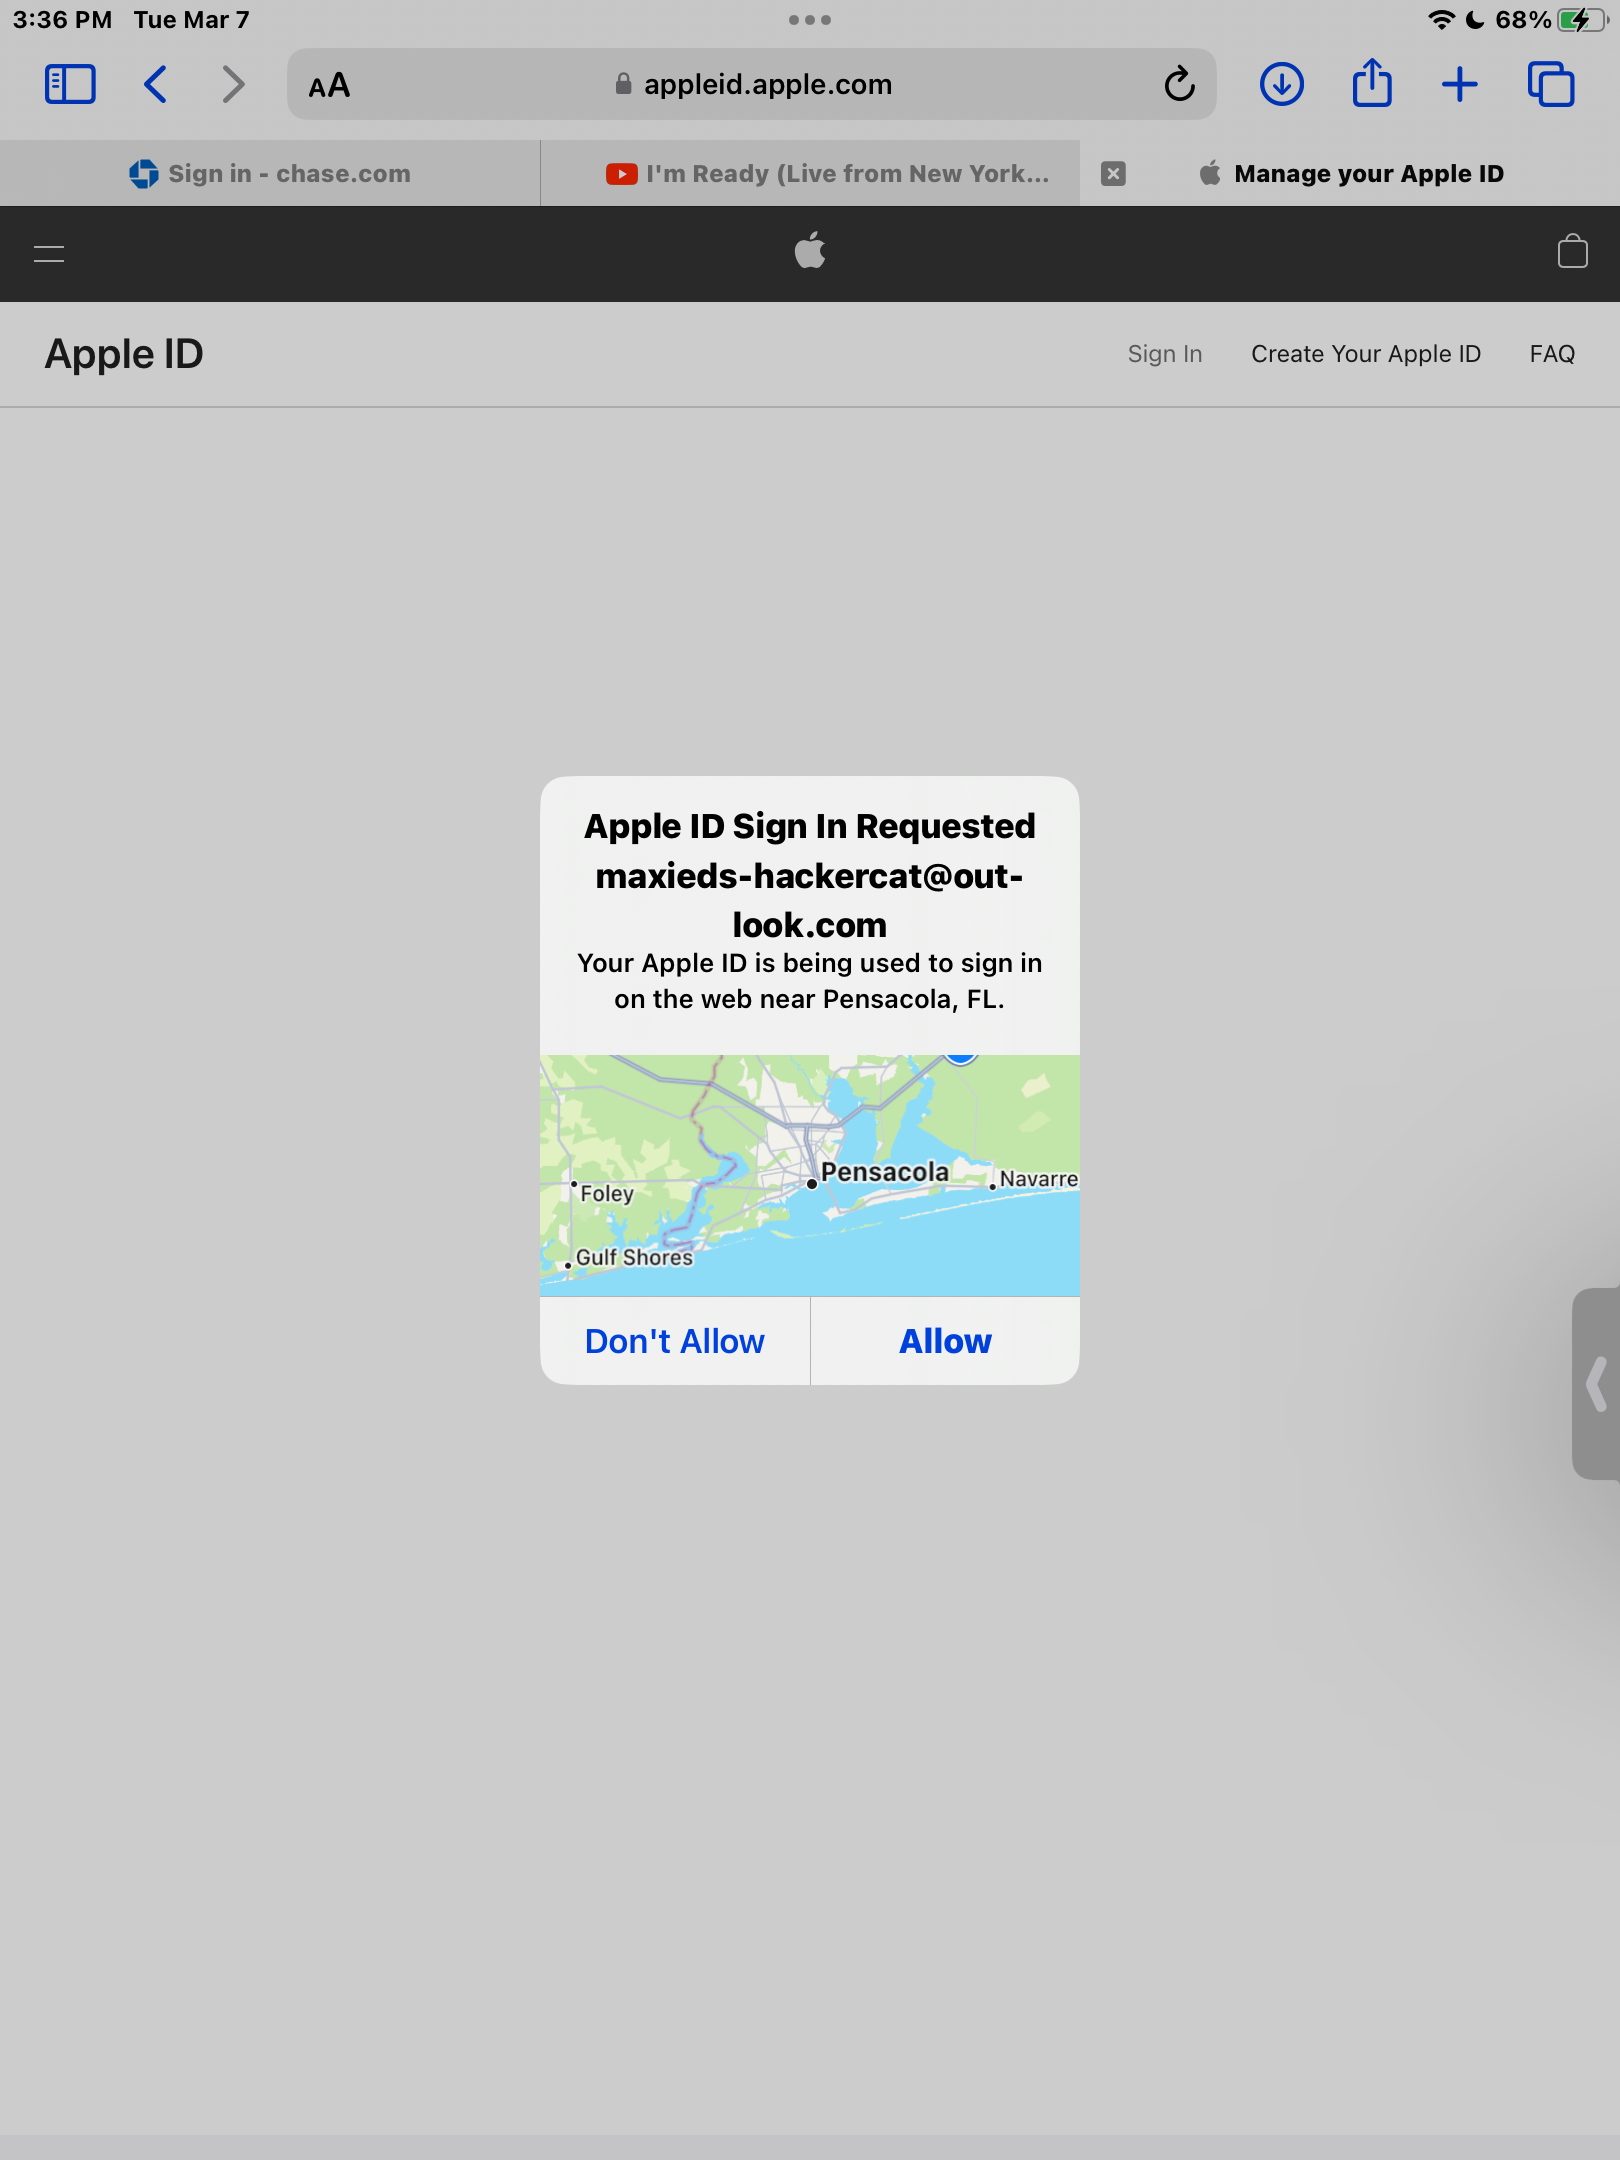 3:36 PM Tue Mar 7
68%
AA
appleid.apple.com
Sign in - chase.com
I'm Ready (Live from New York...
Manage your Apple ID
Apple ID
Sign In
Create Your Apple ID
FAQ
Apple ID Sign In Requested
maxieds-hackercat@out-
look.com
Your Apple ID is being used to sign in
on the web near Pensacola, FL.
Pensacola
Navarre
Foley
Gulf Shores
Don't Allow
Allow